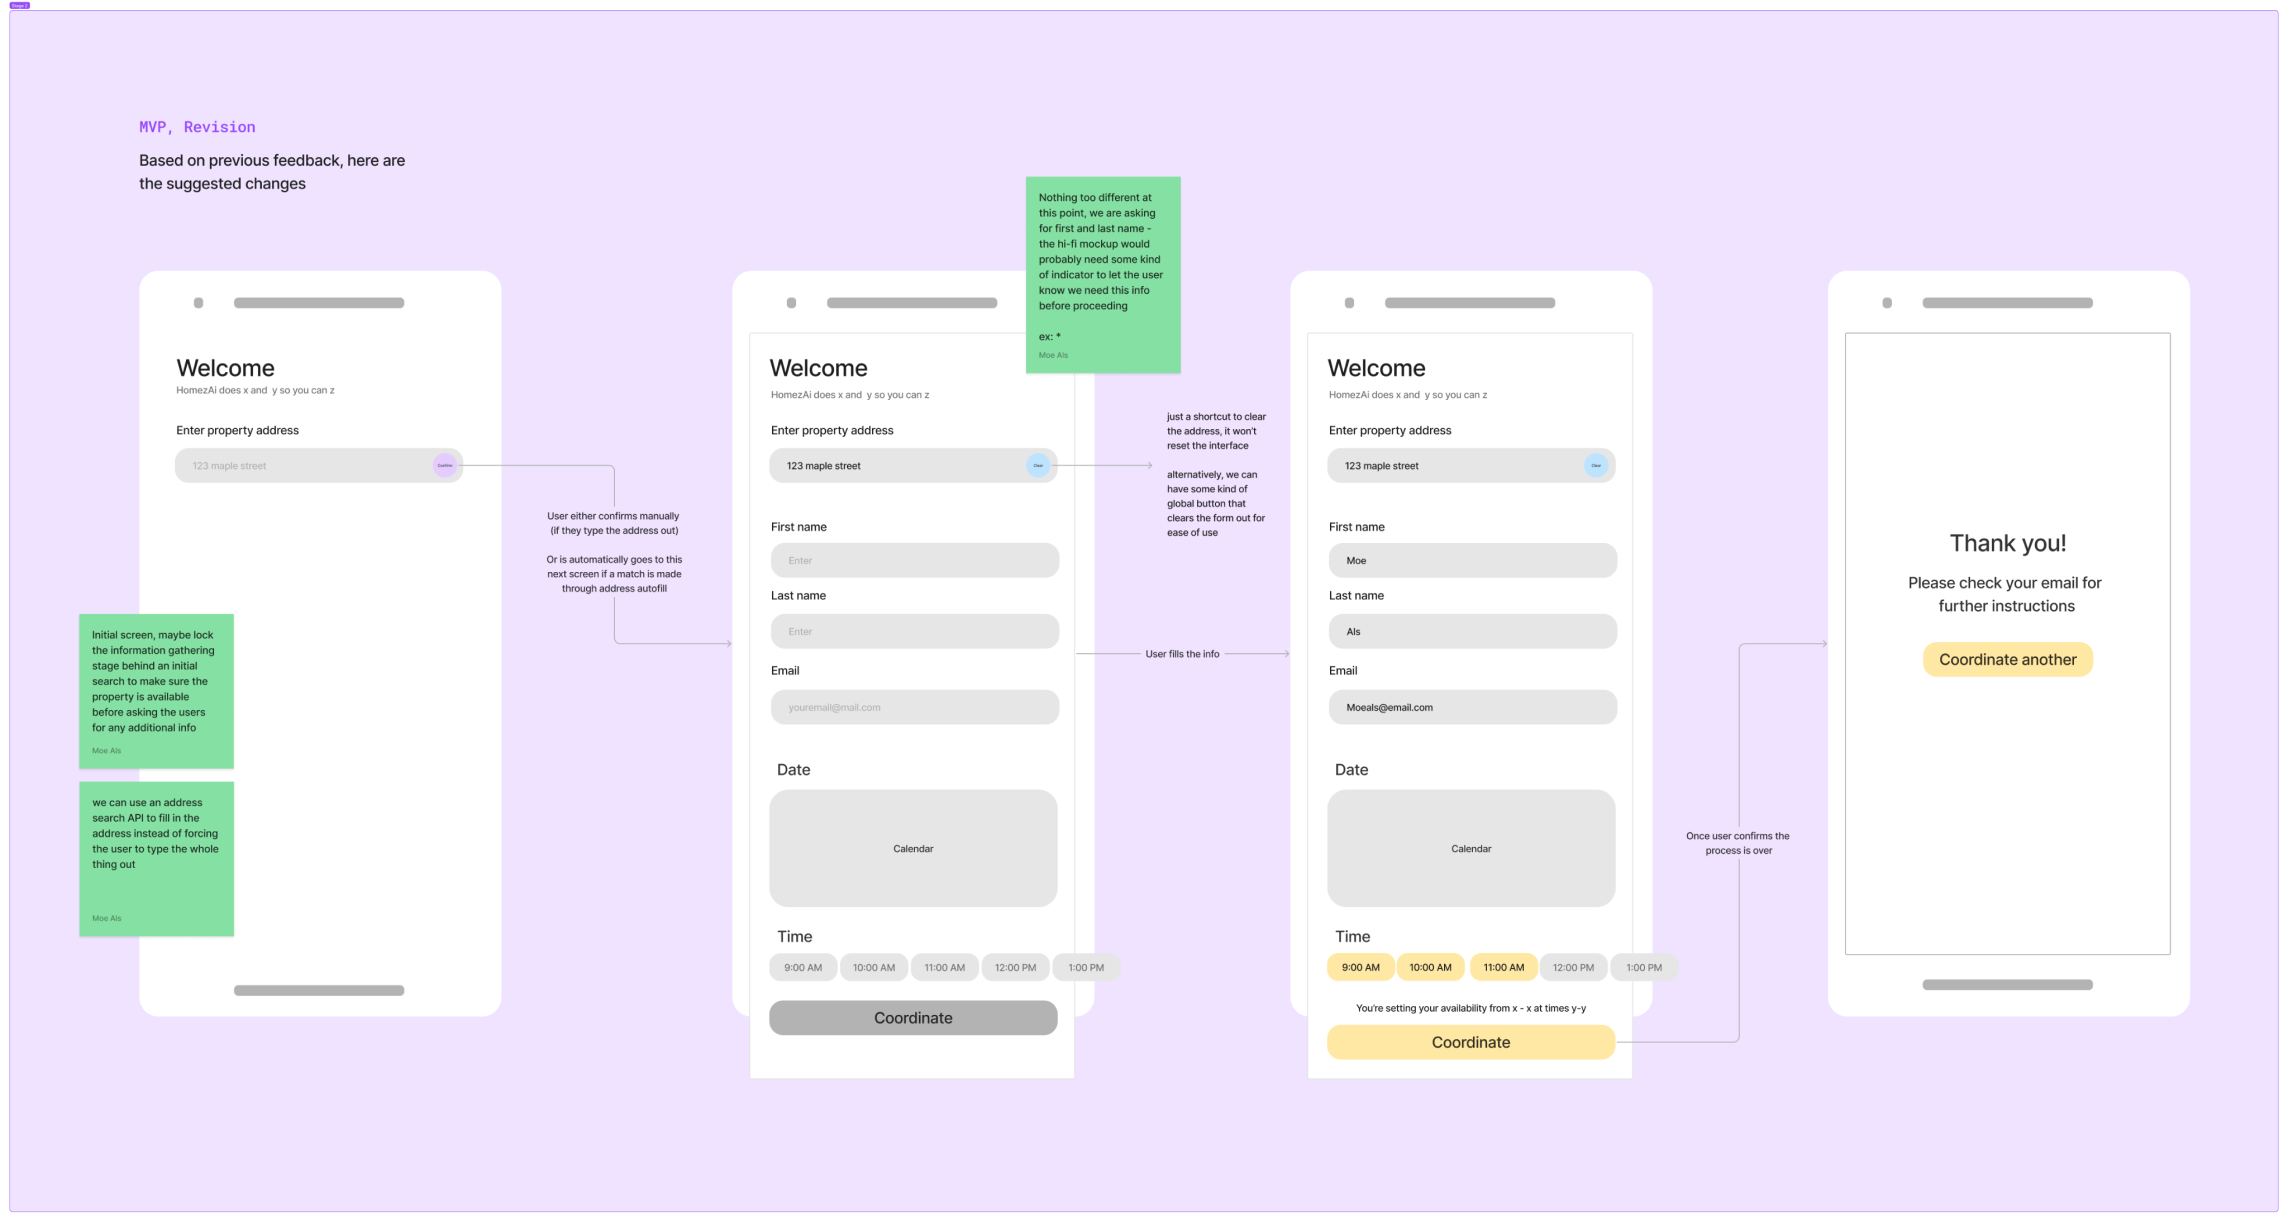 Stage 2
MVP, Revision
Based on previous feedback, here are
the suggested changes
Welcome
HomezAi does x and  y so you can z
Enter property address
123 maple street
Confirm
Initial screen, maybe lock
the information gathering
stage behind an initial
search to make sure the
property is available
before asking the users
for any additional info
Moe Als
we can use an address
search API to fill in the
address instead of forcing
the user to type the whole
thing out
Moe Als
User either confirms manually
(if they type the address out)
Or is automatically goes to this
next screen if a match is made
through address autofill
Nothing too different at
this point, we are asking
for first and last name -
the hi-fi mockup would
probably need some kind
of indicator to let the user
know we need this info
before proceeding
ex: *
Moe Als
Welcome
HomezAi does x and  y so you can z
Enter property address
123 maple street
Clear
First name
Enter
Last name
Enter
Email
youremail@mail.com
Date
Calendar
Time
9:00 AM 10:00 AM 11:00 AM 12:00 PM 1:00 PM
Coordinate
just a shortcut to clear
the address, it won't
reset the interface
alternatively, we can
have some kind of
global button that
clears the form out for
ease of use
User fills the info
Welcome
HomezAi does x and  y so you can z
Enter property address
123 maple street
Clear
First name
Moe
Last name
Als
Email
Moeals@email.com
Date
Calendar
Time
9:00 AM 10:00 AM 11:00 AM 12:00 PM 1:00 PM
You're setting your availability from x - x at times y-y
Coordinate
Once user confirms the
process is over
Thank you!
Please check your email for
further instructions
Coordinate another